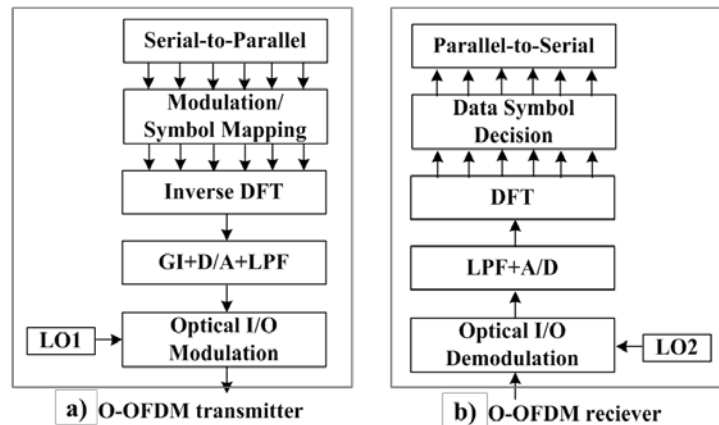 Serial-to-Parallel
Modulation/
Symbol Mapping
Inverse DFT
GI+D/A+LPF
LO1
Optical I/O
Modulation
a) O-OFDM transmitter
Parallel-to-Serial
Data Symbol
Decision
DFT
LPF+A/D
Optical I/O
Demodulation
LO2
b) O-OFDM reciever